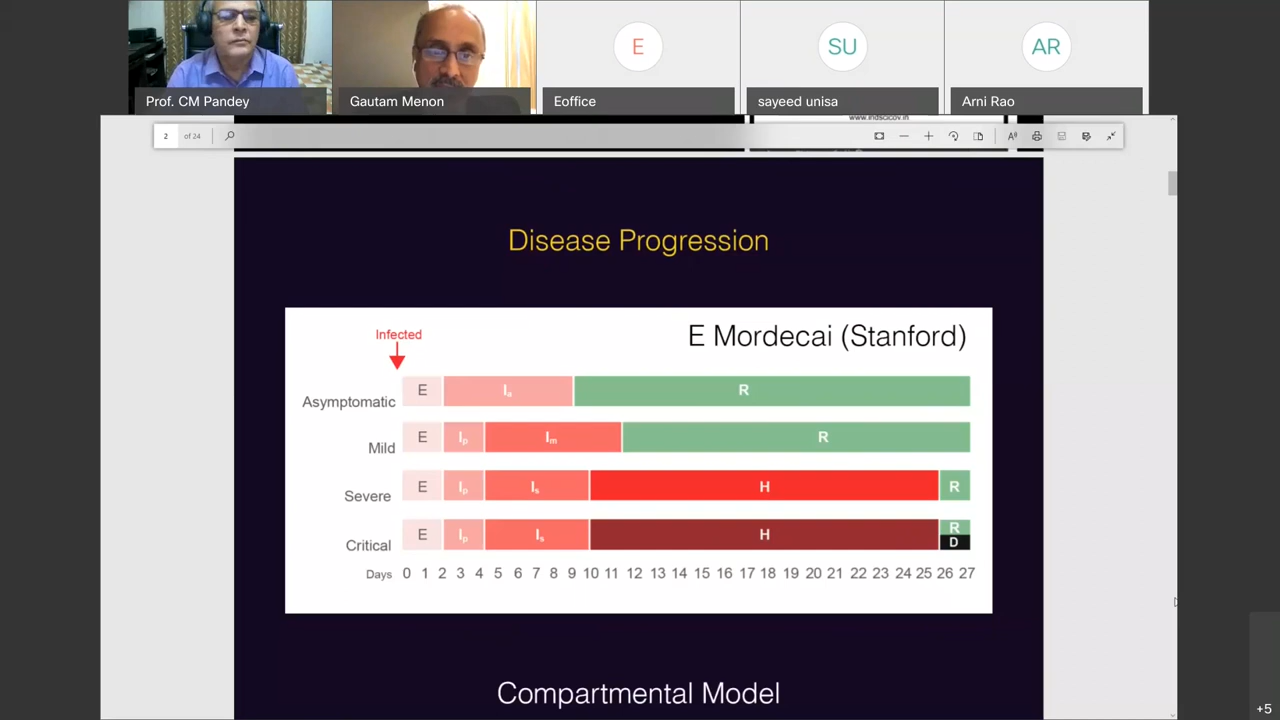 E
SU
AR
Prof. CM Pandey
Gautam Menon
Eoffice
sayeed unisa
Arni Rao
www.indscicov.in
2 of 24
Disease Progression
E Mordecai (Stanford)
Infected
Asymptomatic E Ia R
Mild E Ip Im R
Severe E Ip Is H R
Critical E Ip Is H R D
Days 0 1 2 3 4 5 6 7 8 9 10 11 12 13 14 15 16 17 18 19 20 21 22 23 24 25 26 27
Compartmental Model
+5